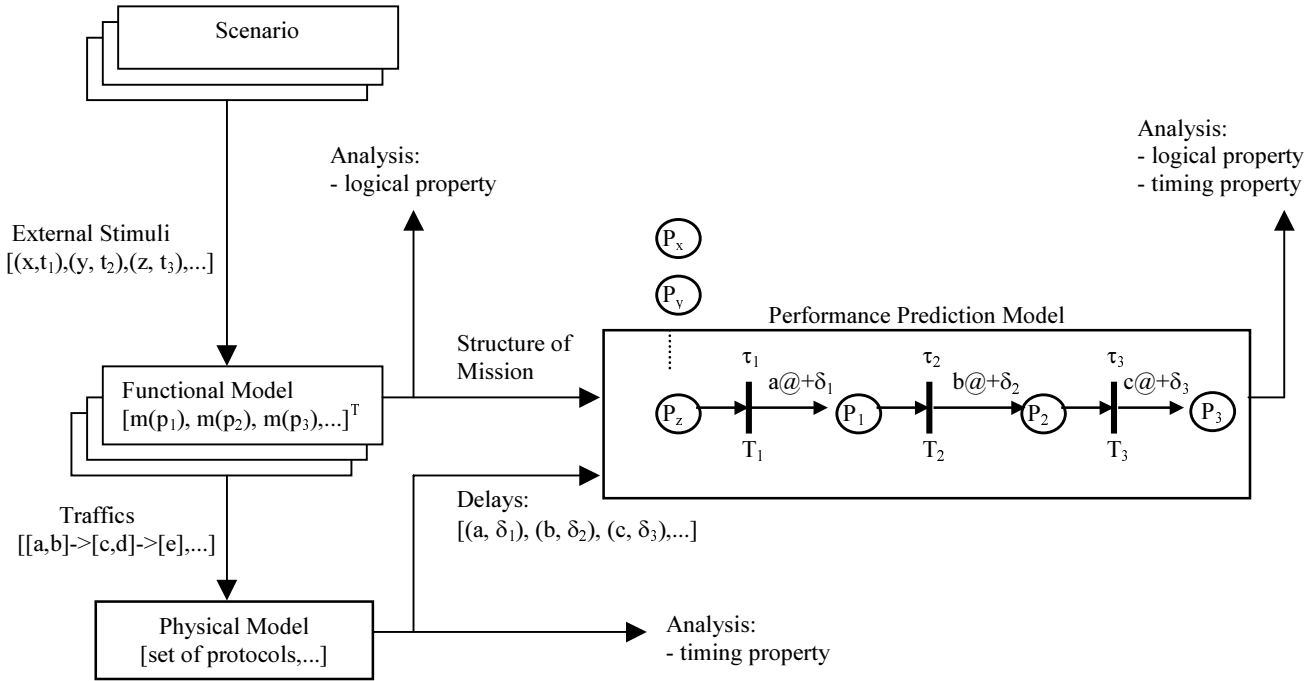 Scenario
Analysis:
- logical property
Analysis:
- logical property
- timing property
External Stimuli
[(x,t₁),(y, t₂),(z, t₃),...]
Pₓ
Pᵧ
Performance Prediction Model
Structure of
Mission
τ₁
τ₂
τ₃
a@+δ₁
b@+δ₂
c@+δ₃
Functional Model
[m(p₁), m(p₂), m(p₃),...]ᵀ
P_z
P₁
P₂
P₃
T₁
T₂
T₃
Delays:
[(a, δ₁), (b, δ₂), (c, δ₃),...]
Traffics
[[a,b]->[c,d]->[e],...]
Physical Model
[set of protocols,...]
Analysis:
- timing property